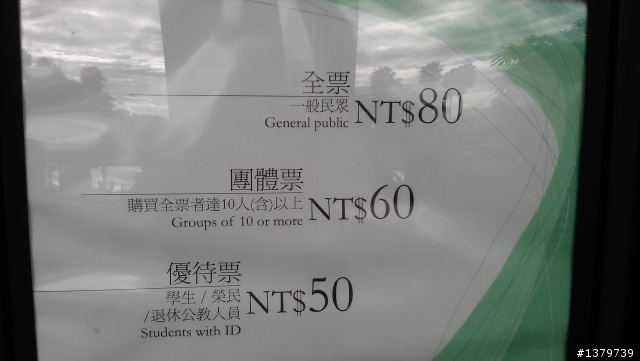 全票
一般民眾
General public NT$80
團體票
購買全票者達10人(含)以上
Groups of 10 or more NT$60
優待票
學生 / 榮民
/退休公教人員
Students with ID NT$50
#1379739